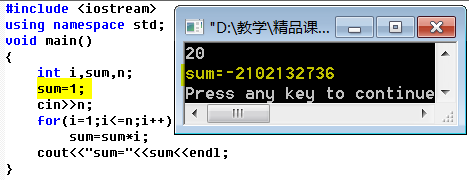 #include <iostream>
using namespace std;
void main()
{
int i,sum,n;
sum=1;
cin>>n;
for(i=1;i<=n;i++)
sum=sum*i;
cout<<"sum="<<sum<<endl;
}
"D:\教学\精品课...
20
sum=-2102132736
Press any key to continue